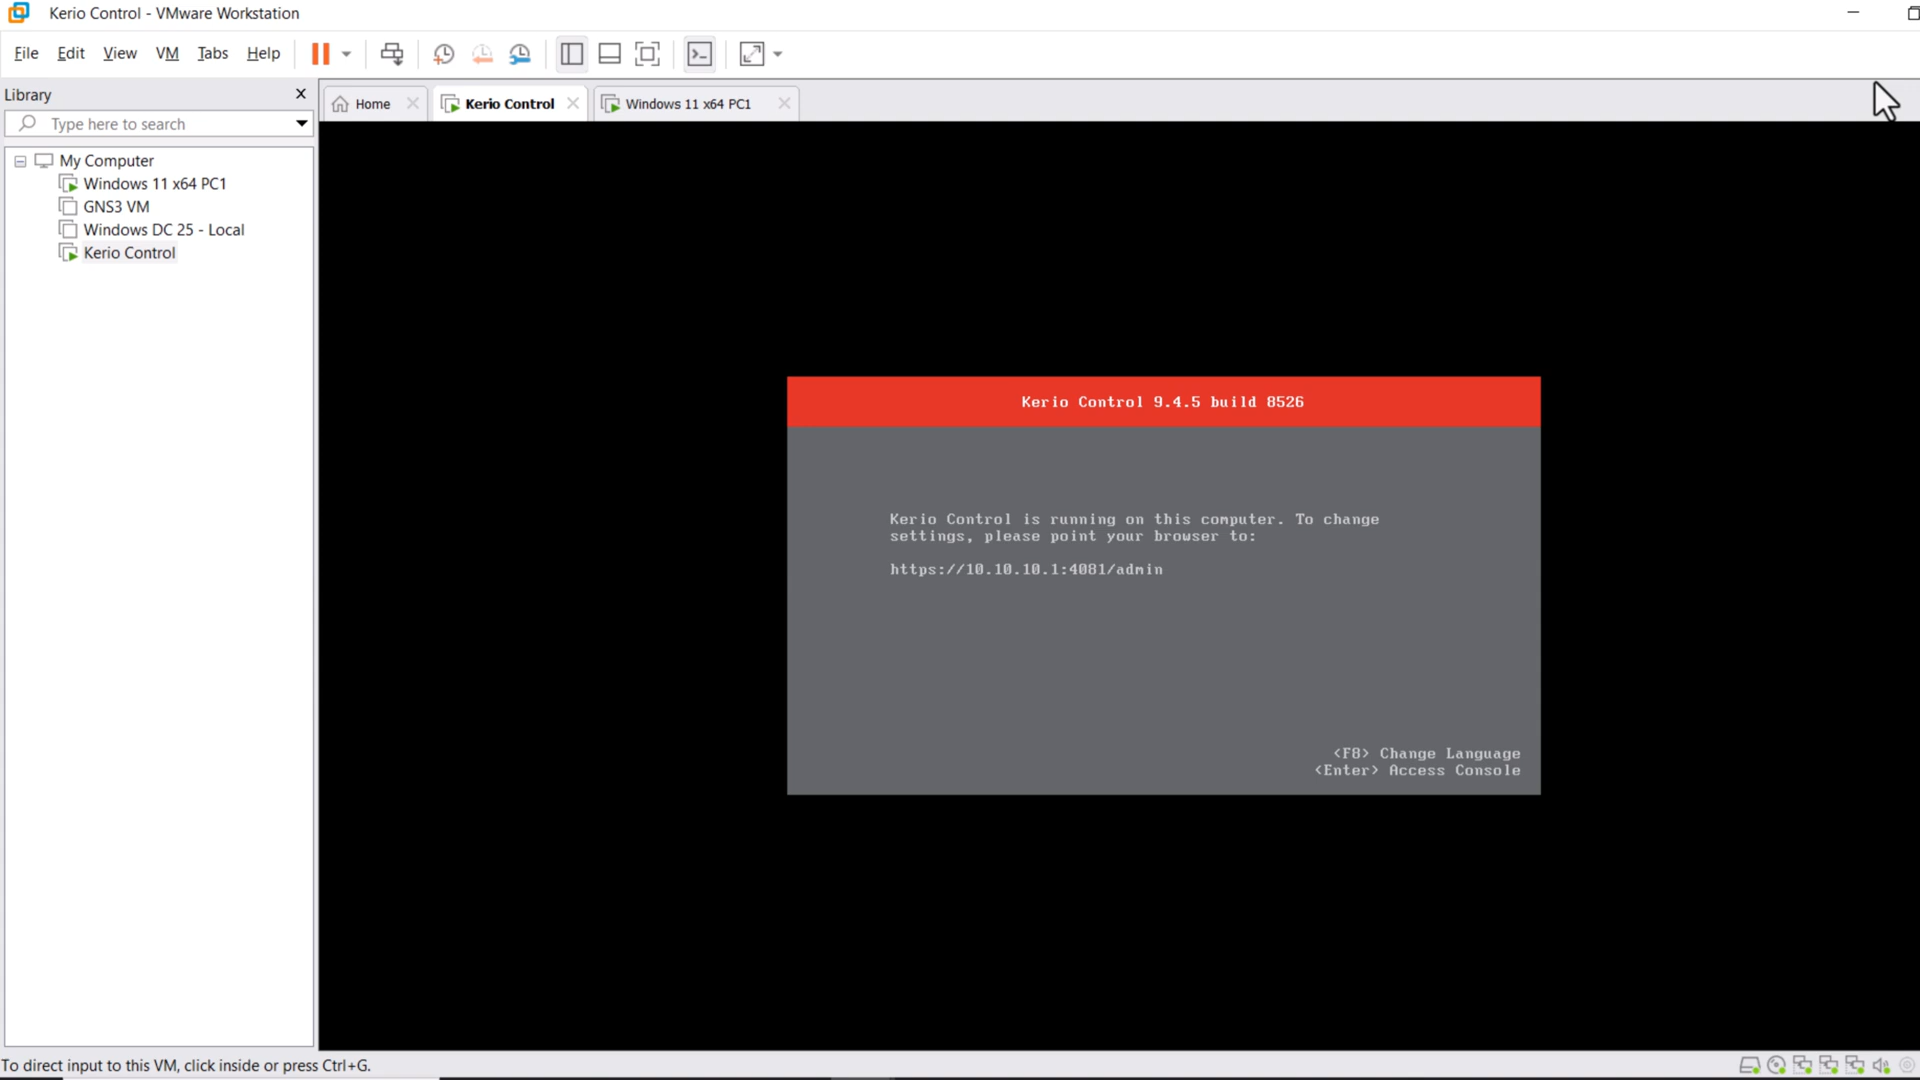 Kerio Control - VMware Workstation
File Edit View VM Tabs Help
Library
Type here to search
My Computer
Windows 11 x64 PC1
GNS3 VM
Windows DC 25 - Local
Kerio Control
Home
Kerio Control
Windows 11 x64 PC1
Kerio Control 9.4.5 build 8526
Kerio Control is running on this computer. To change
settings, please point your browser to:
https://10.10.10.1:4081/admin
<F8> Change Language
<Enter> Access Console
To direct input to this VM, click inside or press Ctrl+G.